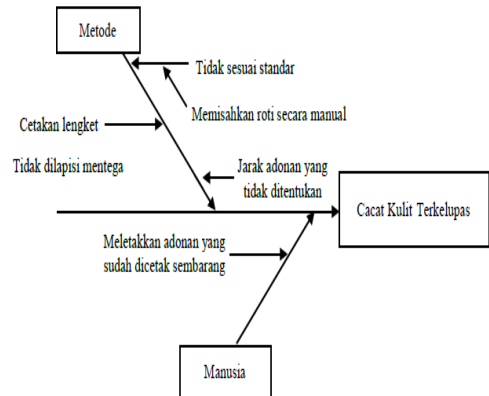 Metode
Tidak sesuai standar
Memisahkan roti secara manual
Cetakan lengket
Tidak dilapisi mentega
Jarak adonan yang
tidak ditentukan
Cacat Kulit Terkelupas
Meletakkan adonan yang
sudah dicetak sembarang
Manusia